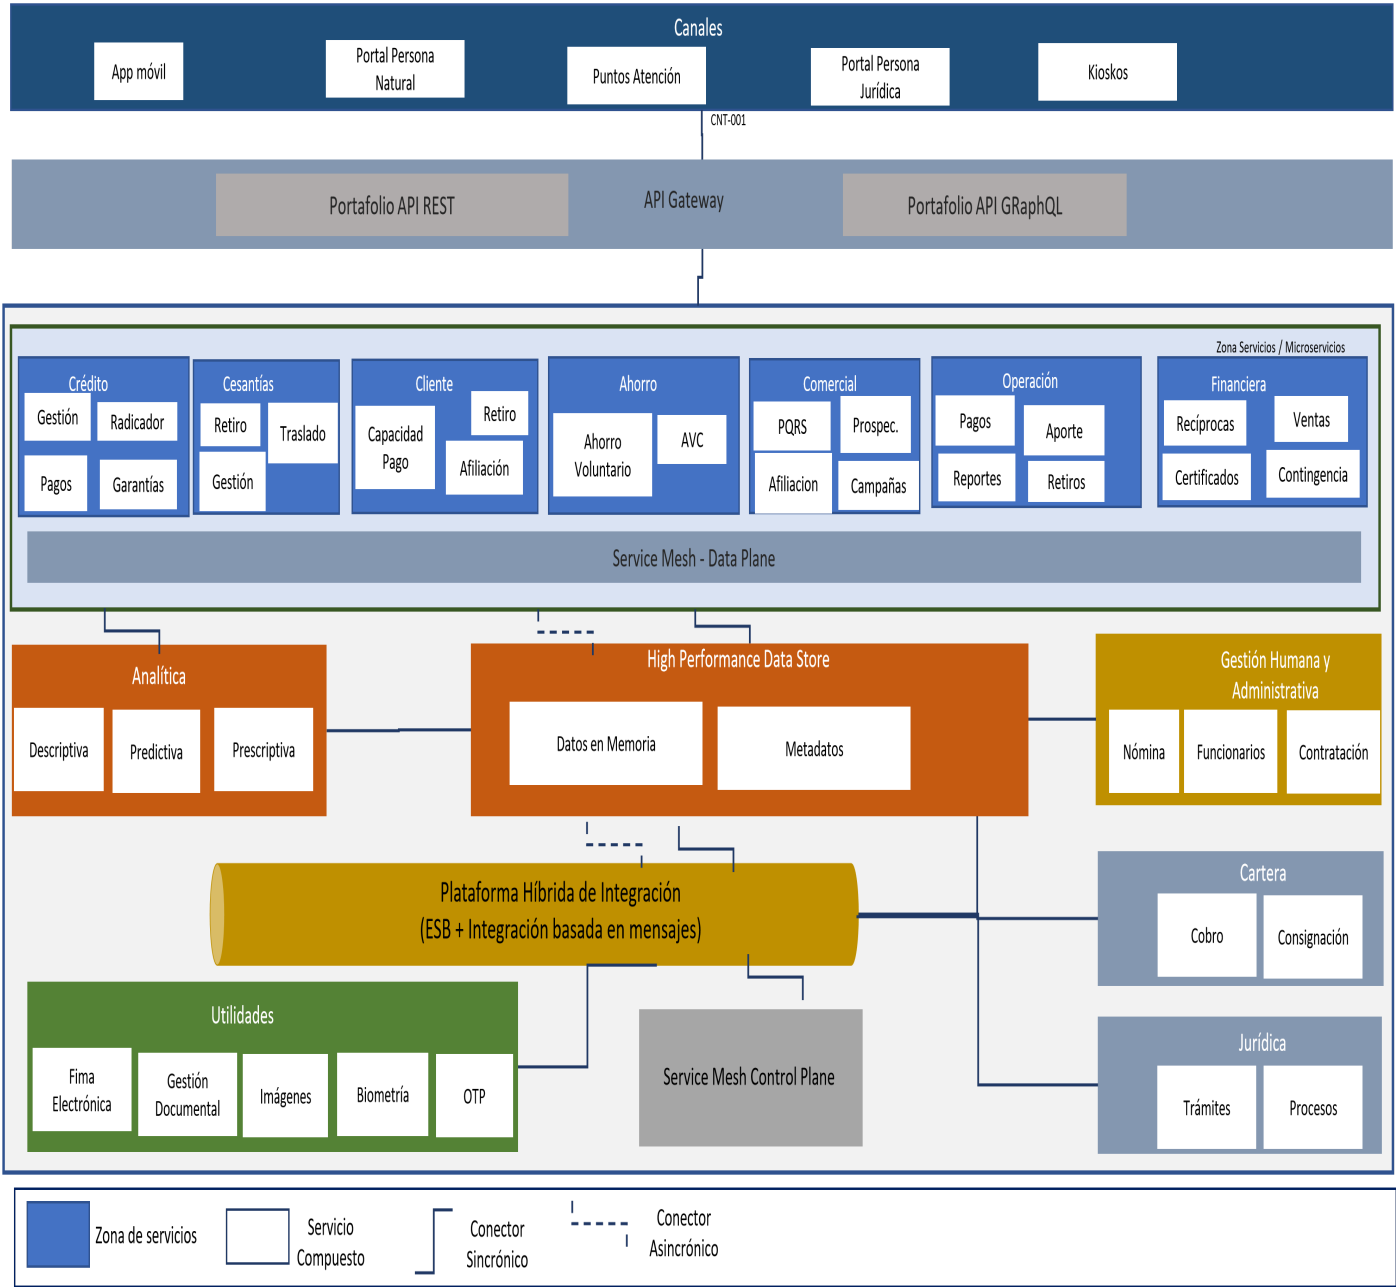 Canales
App móvil
Portal Persona
Natural
Puntos Atención
Portal Persona
Jurídica
Kioskos
CNT-001
Portafolio API REST
API Gateway
Portafolio API GRaphQL
Zona Servicios / Microservicios
Crédito
Gestión
Radicador
Pagos
Garantías
Cesantías
Retiro
Traslado
Gestión
Cliente
Capacidad
Pago
Retiro
Afiliación
Ahorro
Ahorro
Voluntario
AVC
Comercial
PQRS
Prospec.
Afiliacion
Campañas
Operación
Pagos
Aporte
Reportes
Retiros
Financiera
Recíprocas
Ventas
Certificados
Contingencia
Service Mesh - Data Plane
Analítica
Descriptiva
Predictiva
Prescriptiva
High Performance Data Store
Datos en Memoria
Metadatos
Gestión Humana y
Administrativa
Nómina
Funcionarios
Contratación
Plataforma Híbrida de Integración
(ESB + Integración basada en mensajes)
Cartera
Cobro
Consignación
Utilidades
Fima
Electrónica
Gestión
Documental
Imágenes
Biometría
OTP
Service Mesh Control Plane
Jurídica
Trámites
Procesos
Zona de servicios
Servicio
Compuesto
Conector
Sincrónico
Conector
Asincrónico